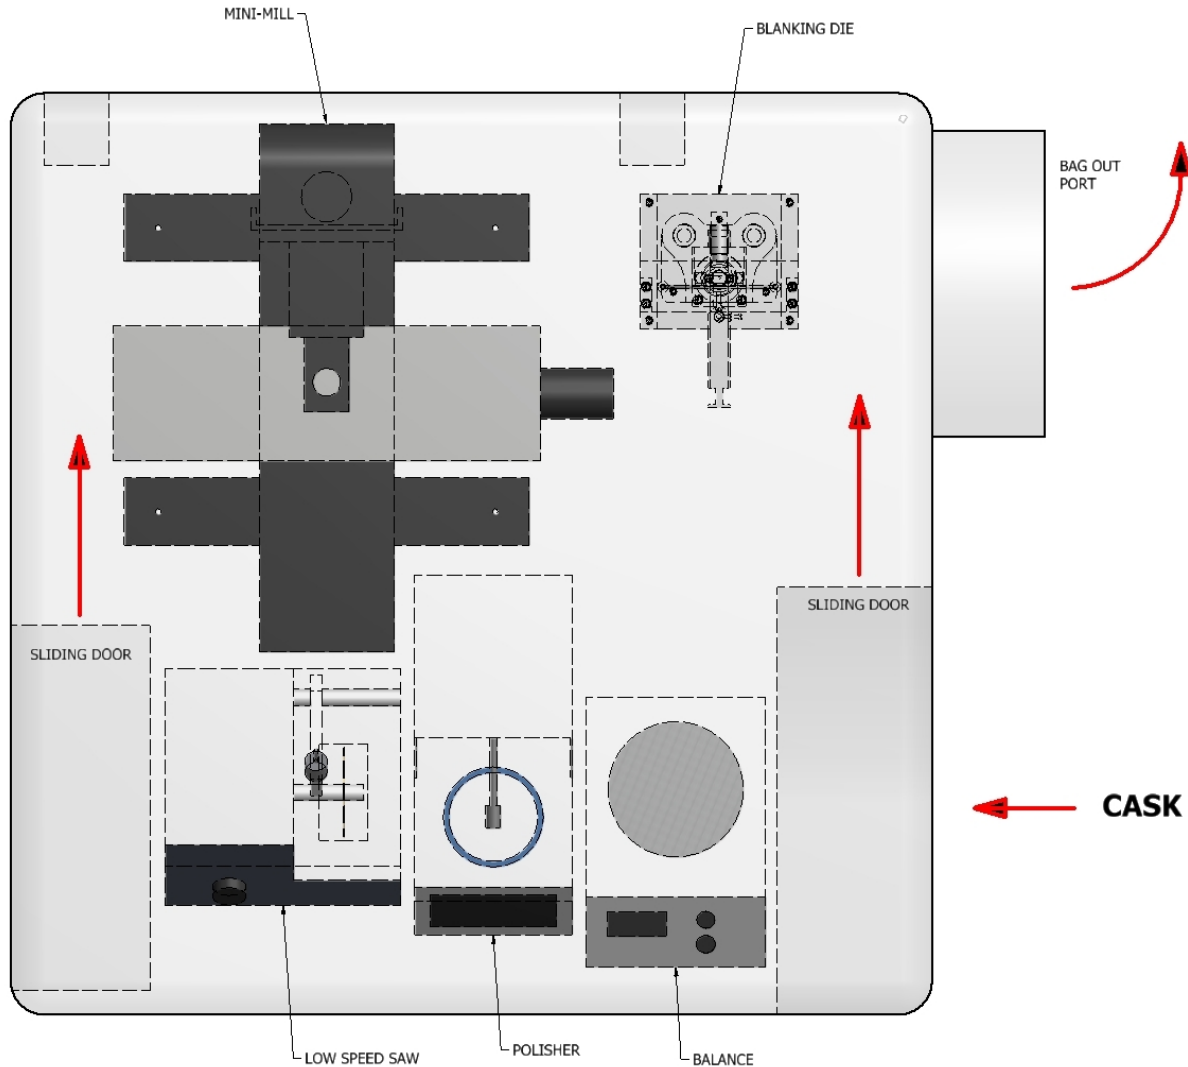 MINI-MILL
BLANKING DIE
BAG OUT
PORT
SLIDING DOOR
SLIDING DOOR
CASK
LOW SPEED SAW
POLISHER
BALANCE